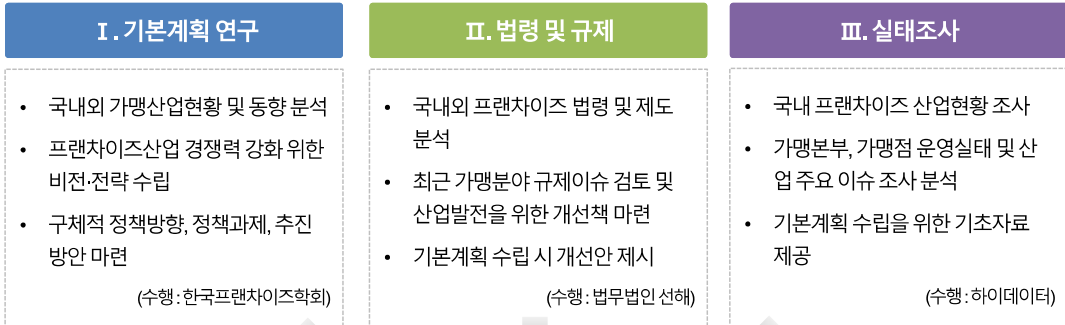 Ⅰ. 기본계획 연구
• 국내외 가맹산업현황 및 동향 분석
• 프랜차이즈산업 경쟁력 강화 위한
비전·전략 수립
• 구체적 정책방향, 정책과제, 추진
방안 마련
(수행 : 한국프랜차이즈학회)
Ⅱ. 법령 및 규제
• 국내외 프랜차이즈 법령 및 제도
분석
• 최근 가맹분야 규제이슈 검토 및
산업발전을 위한 개선책 마련
• 기본계획 수립 시 개선안 제시
(수행 : 법무법인 선해)
Ⅲ. 실태조사
• 국내 프랜차이즈 산업현황 조사
• 가맹본부, 가맹점 운영실태 및 산
업 주요 이슈 조사 분석
• 기본계획 수립을 위한 기초자료
제공
(수행 : 하이데이터)